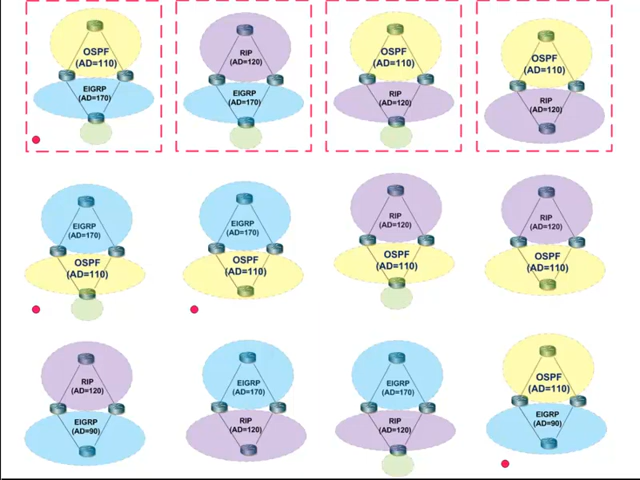 OSPF
(AD=110)
EIGRP
(AD=170)
RIP
(AD=120)
EIGRP
(AD=170)
OSPF
(AD=110)
RIP
(AD=120)
OSPF
(AD=110)
RIP
(AD=120)
EIGRP
(AD=170)
OSPF
(AD=110)
EIGRP
(AD=170)
OSPF
(AD=110)
RIP
(AD=120)
OSPF
(AD=110)
RIP
(AD=120)
OSPF
(AD=110)
RIP
(AD=120)
EIGRP
(AD=90)
EIGRP
(AD=170)
RIP
(AD=120)
EIGRP
(AD=170)
RIP
(AD=120)
OSPF
(AD=110)
EIGRP
(AD=90)